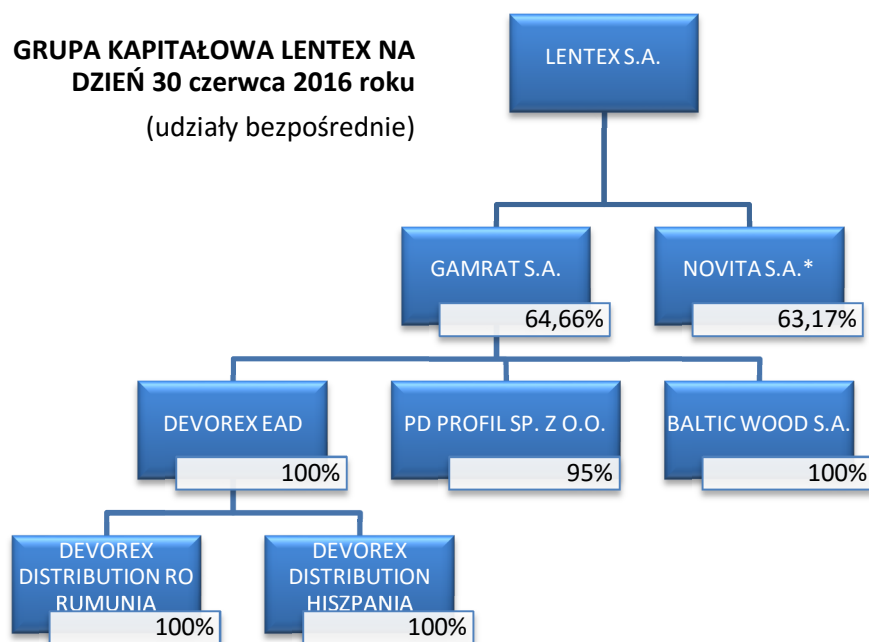 GRUPA KAPITAŁOWA LENTEX NA
DZIEŃ 30 czerwca 2016 roku
(udziały bezpośrednie)
LENTEX S.A.
GAMRAT S.A.
64,66%
NOVITA S.A.*
63,17%
DEVOREX EAD
100%
PD PROFIL SP. Z O.O.
95%
BALTIC WOOD S.A.
100%
DEVOREX
DISTRIBUTION RO
RUMUNIA
100%
DEVOREX
DISTRIBUTION
HISZPANIA
100%